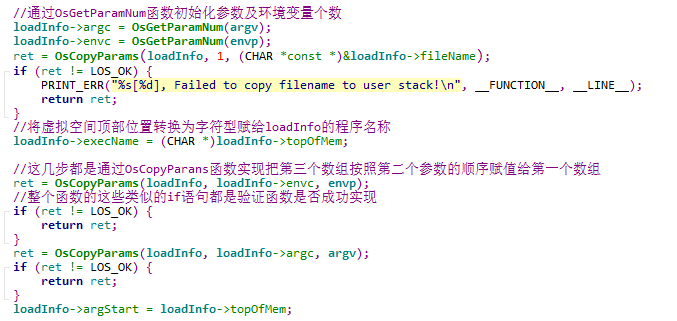 //通过OsGetParamNum函数初始化参数及环境变量个数
loadInfo->argc = OsGetParamNum(argv);
loadInfo->envc = OsGetParamNum(envp);
ret = OsCopyParams(loadInfo, 1, (CHAR *const *)&loadInfo->fileName);
if (ret != LOS_OK) {
    PRINT_ERR("%s[%d], Failed to copy filename to user stack!\n", __FUNCTION__, __LINE__);
    return ret;
}
//将虚拟空间顶部位置转换为字符型赋给loadInfo的程序名称
loadInfo->execName = (CHAR *)loadInfo->topOfMem;
//这几步都是通过OsCopyParans函数实现把第三个数组按照第二个参数的顺序赋值给第一个数组
ret = OsCopyParams(loadInfo, loadInfo->envc, envp);
//整个函数的这些类似的if语句都是验证函数是否成功实现
if (ret != LOS_OK) {
    return ret;
}
ret = OsCopyParams(loadInfo, loadInfo->argc, argv);
if (ret != LOS_OK) {
    return ret;
}
loadInfo->argStart = loadInfo->topOfMem;